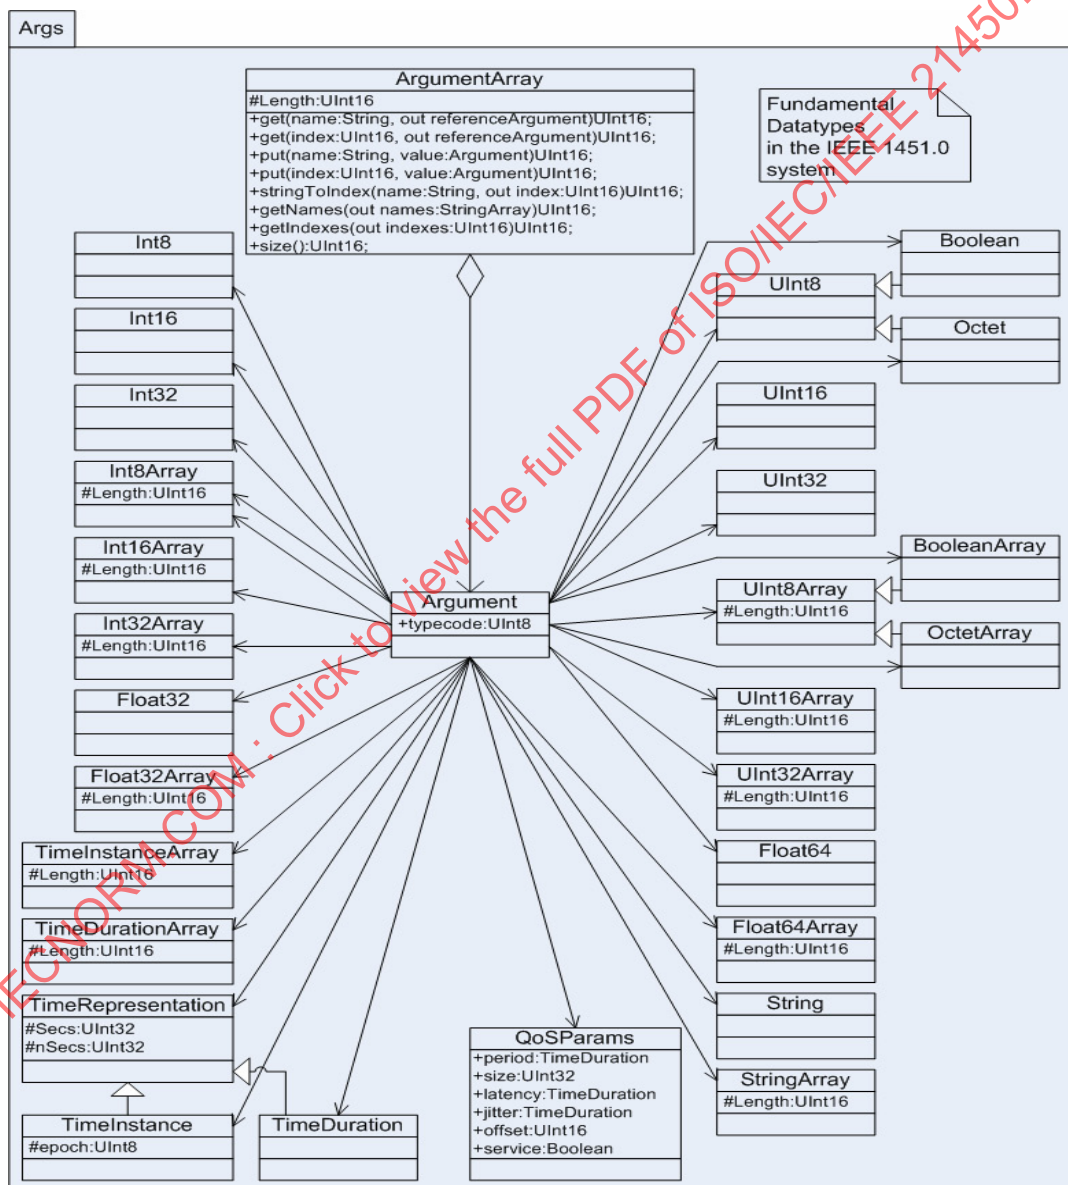 Args
ArgumentArray
#Length:UInt16
+get(name:String, out referenceArgument)UInt16;
+get(index:UInt16, out referenceArgument)UInt16;
+put(name:String, value:Argument)UInt16;
+put(index:UInt16, value:Argument)UInt16;
+stringToIndex(name:String, out index:UInt16)UInt16;
+getNames(out names:StringArray)UInt16;
+getIndexes(out indexes:UInt16)UInt16;
+size():UInt16;
Fundamental
Datatypes
in the IEEE 1451.0
system
Int8
Int16
Int32
Int8Array
#Length:UInt16
Int16Array
#Length:UInt16
Int32Array
#Length:UInt16
Float32
Float32Array
#Length:UInt16
TimeInstanceArray
#Length:UInt16
TimeDurationArray
#Length:UInt16
TimeRepresentation
#Secs:UInt32
#nSecs:UInt32
TimeInstance
#epoch:UInt8
TimeDuration
Argument
+typecode:UInt8
QoSParams
+period:TimeDuration
+size:UInt32
+latency:TimeDuration
+jitter:TimeDuration
+offset:UInt16
+service:Boolean
Boolean
UInt8
Octet
UInt16
UInt32
BooleanArray
UInt8Array
#Length:UInt16
OctetArray
UInt16Array
#Length:UInt16
UInt32Array
#Length:UInt16
Float64
Float64Array
#Length:UInt16
String
StringArray
#Length:UInt16
IECNORM.COM : Click to view the full PDF of ISO/IEC/IEEE 21450